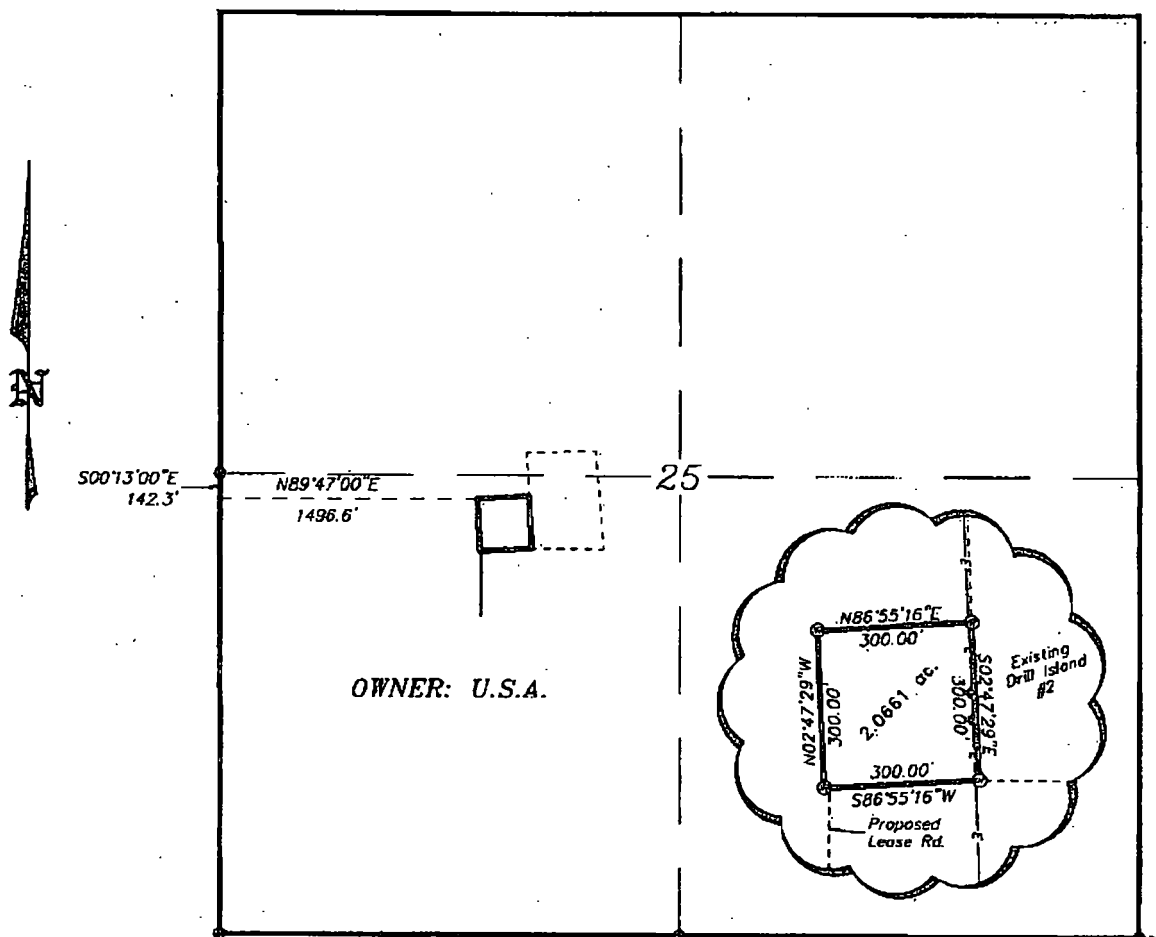 N
S00°13'00"E
142.3'
N89°47'00"E
1496.6'
25
OWNER: U.S.A.
N86°55'16"E
300.00'
N02°47'29"W
300.00'
2.0661 ac.
S02°47'29"E
300.00'
E
E
E
E
Existing
Drill Island
#2
300.00'
S86°55'16"W
Proposed
Lease Rd.